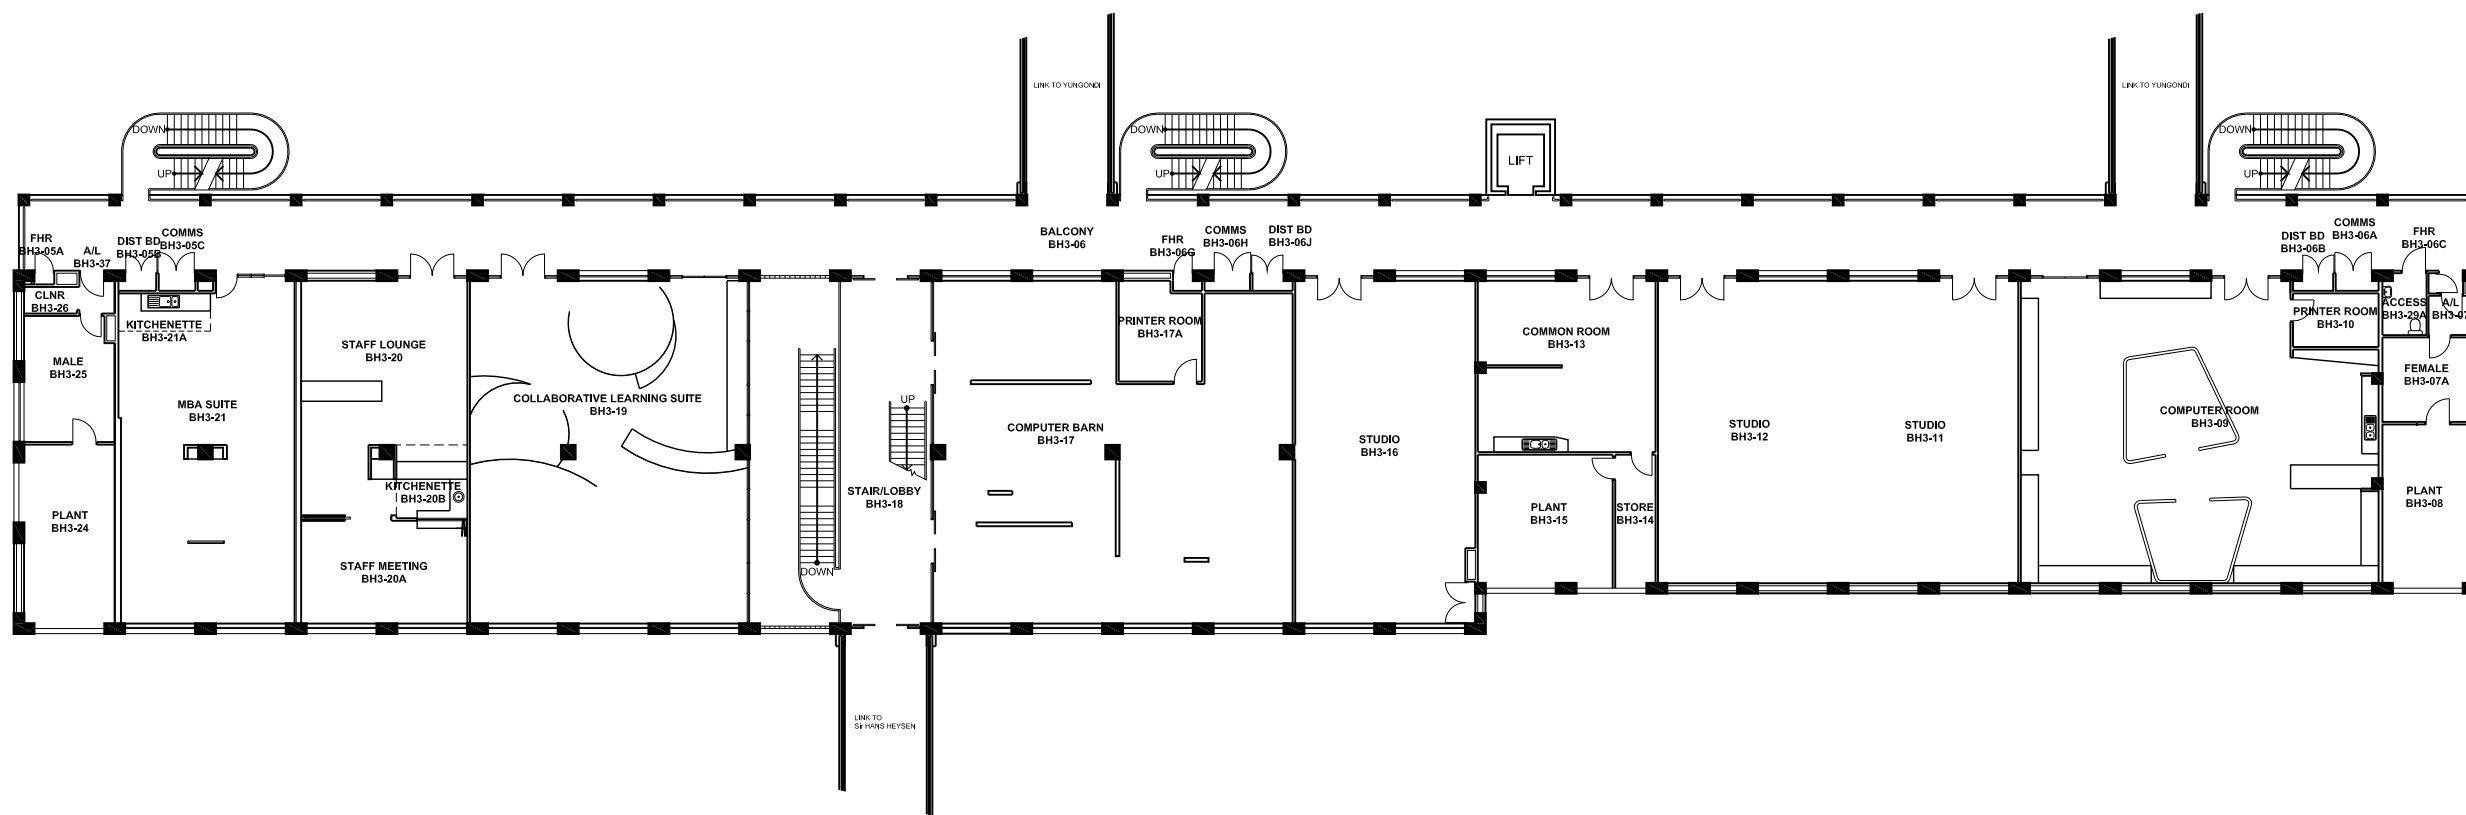 LINK TO YUNGONDI
LINK TO YUNGONDI
DOWN
UP
DOWN
UP
LIFT
DOWN
UP
FHR
BH3-05A
A/L
BH3-37
DIST BD
BH3-05B
COMMS
BH3-05C
BALCONY
BH3-06
FHR
BH3-06G
COMMS
BH3-06H
DIST BD
BH3-06J
DIST BD
BH3-06B
COMMS
BH3-06A
FHR
BH3-06C
CLNR
BH3-26
KITCHENETTE
BH3-21A
MALE
BH3-25
MBA SUITE
BH3-21
PLANT
BH3-24
STAFF LOUNGE
BH3-20
KITCHENETTE
BH3-20B
STAFF MEETING
BH3-20A
COLLABORATIVE LEARNING SUITE
BH3-19
DOWN
UP
STAIR/LOBBY
BH3-18
PRINTER ROOM
BH3-17A
COMPUTER BARN
BH3-17
STUDIO
BH3-16
COMMON ROOM
BH3-13
PLANT
BH3-15
STORE
BH3-14
STUDIO
BH3-12
STUDIO
BH3-11
PRINTER ROOM
BH3-10
COMPUTER ROOM
BH3-09
ACCESS
BH3-29A
A/L
BH3-07
FEMALE
BH3-07A
PLANT
BH3-08
LINK TO
Sir HANS HEYSEN